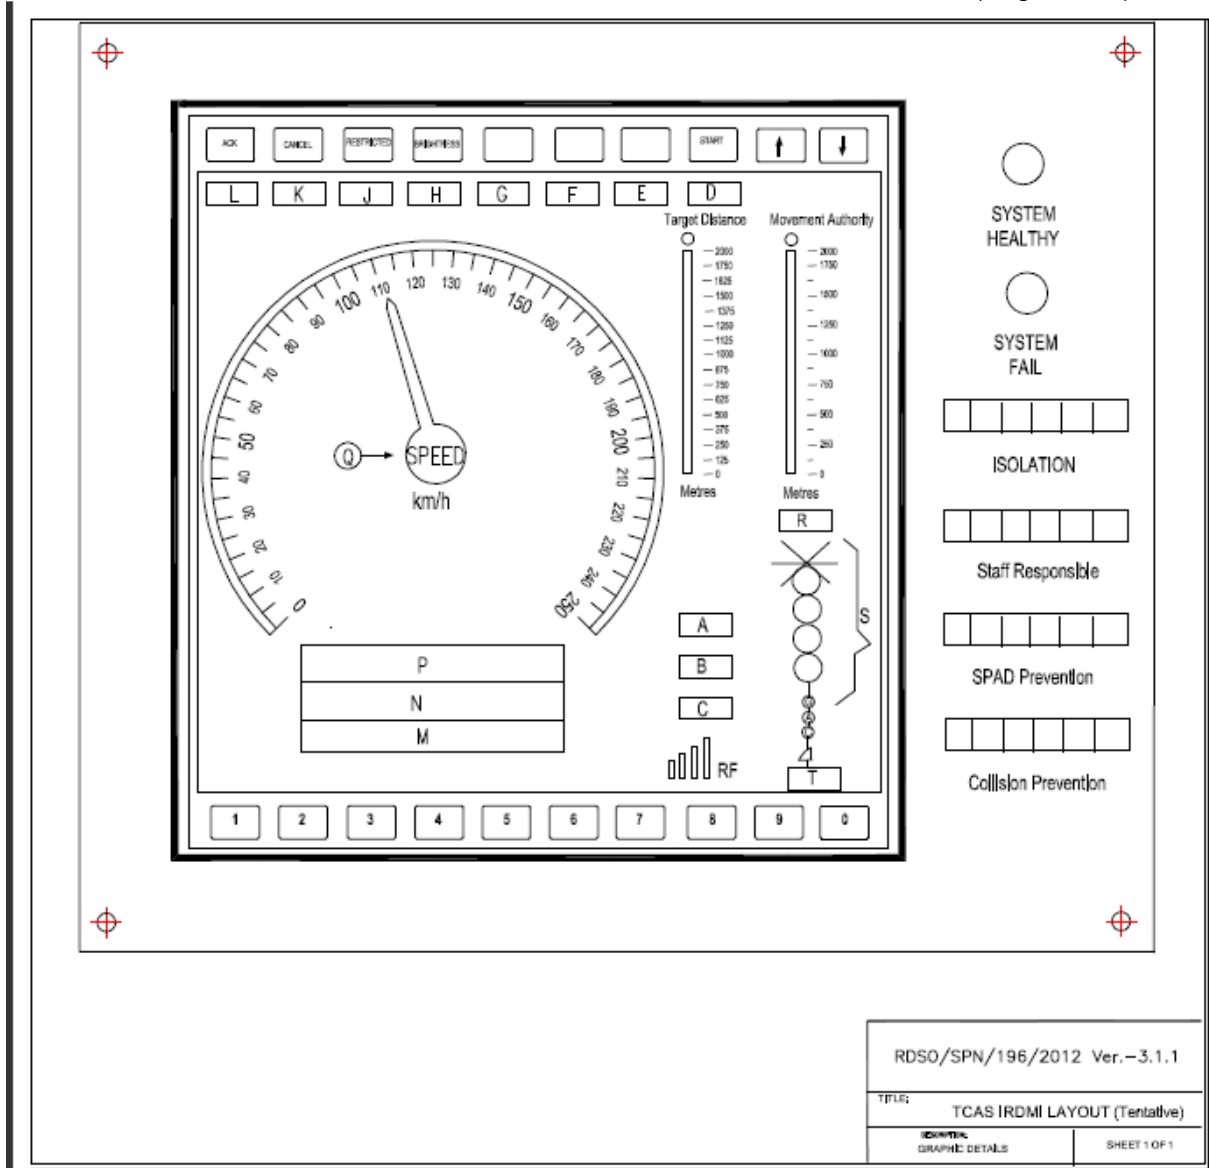 ACK CANCEL RESTRICTED BRIGHTNESS START
L K J H G F E D
Target Distance Movement Authority
2000
1750
1625
1500
1375
1250
1125
1000
875
750
625
500
375
250
125
0
Metres
2000
1750
1500
1250
1000
750
500
250
0
Metres
0
10
20
30
40
50
60
70
80
90
100
110
120
130
140
150
160
170
180
190
200
210
220
230
240
250
Q SPEED
km/h
R
S
A
B
C
P
N
M
RF
T
1 2 3 4 5 6 7 8 9 0
SYSTEM
HEALTHY
SYSTEM
FAIL
ISOLATION
Staff Responsible
SPAD Prevention
Collision Prevention
RDSO/SPN/196/2012 Ver.-3.1.1
TITLE:
TCAS IRDMI LAYOUT (Tentative)
DESCRIPTION:
GRAPHIC DETAILS
SHEET 1 OF 1